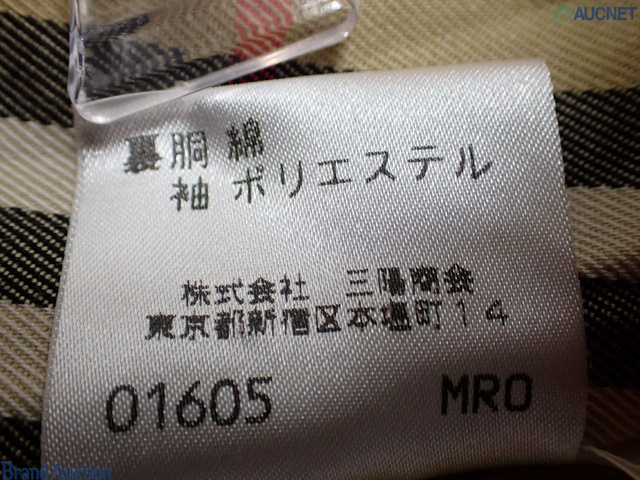 AUCNET
裏 胴 綿
袖 ポリエステル
株式会社 三陽商会
東京都新宿区本塩町14
01605 MRO
Brand Auction